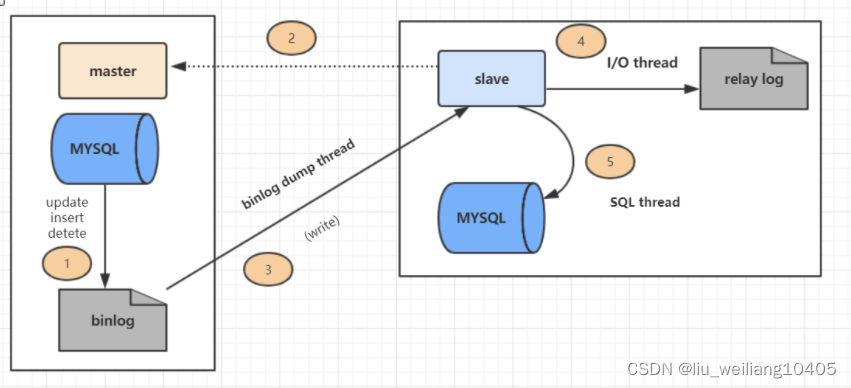 2
4
master
slave
I/O thread
relay log
MYSQL
binlog dump thread
5
update
insert
detete
MYSQL
SQL thread
(write)
1
3
binlog
CSDN @liu_weiliang10405